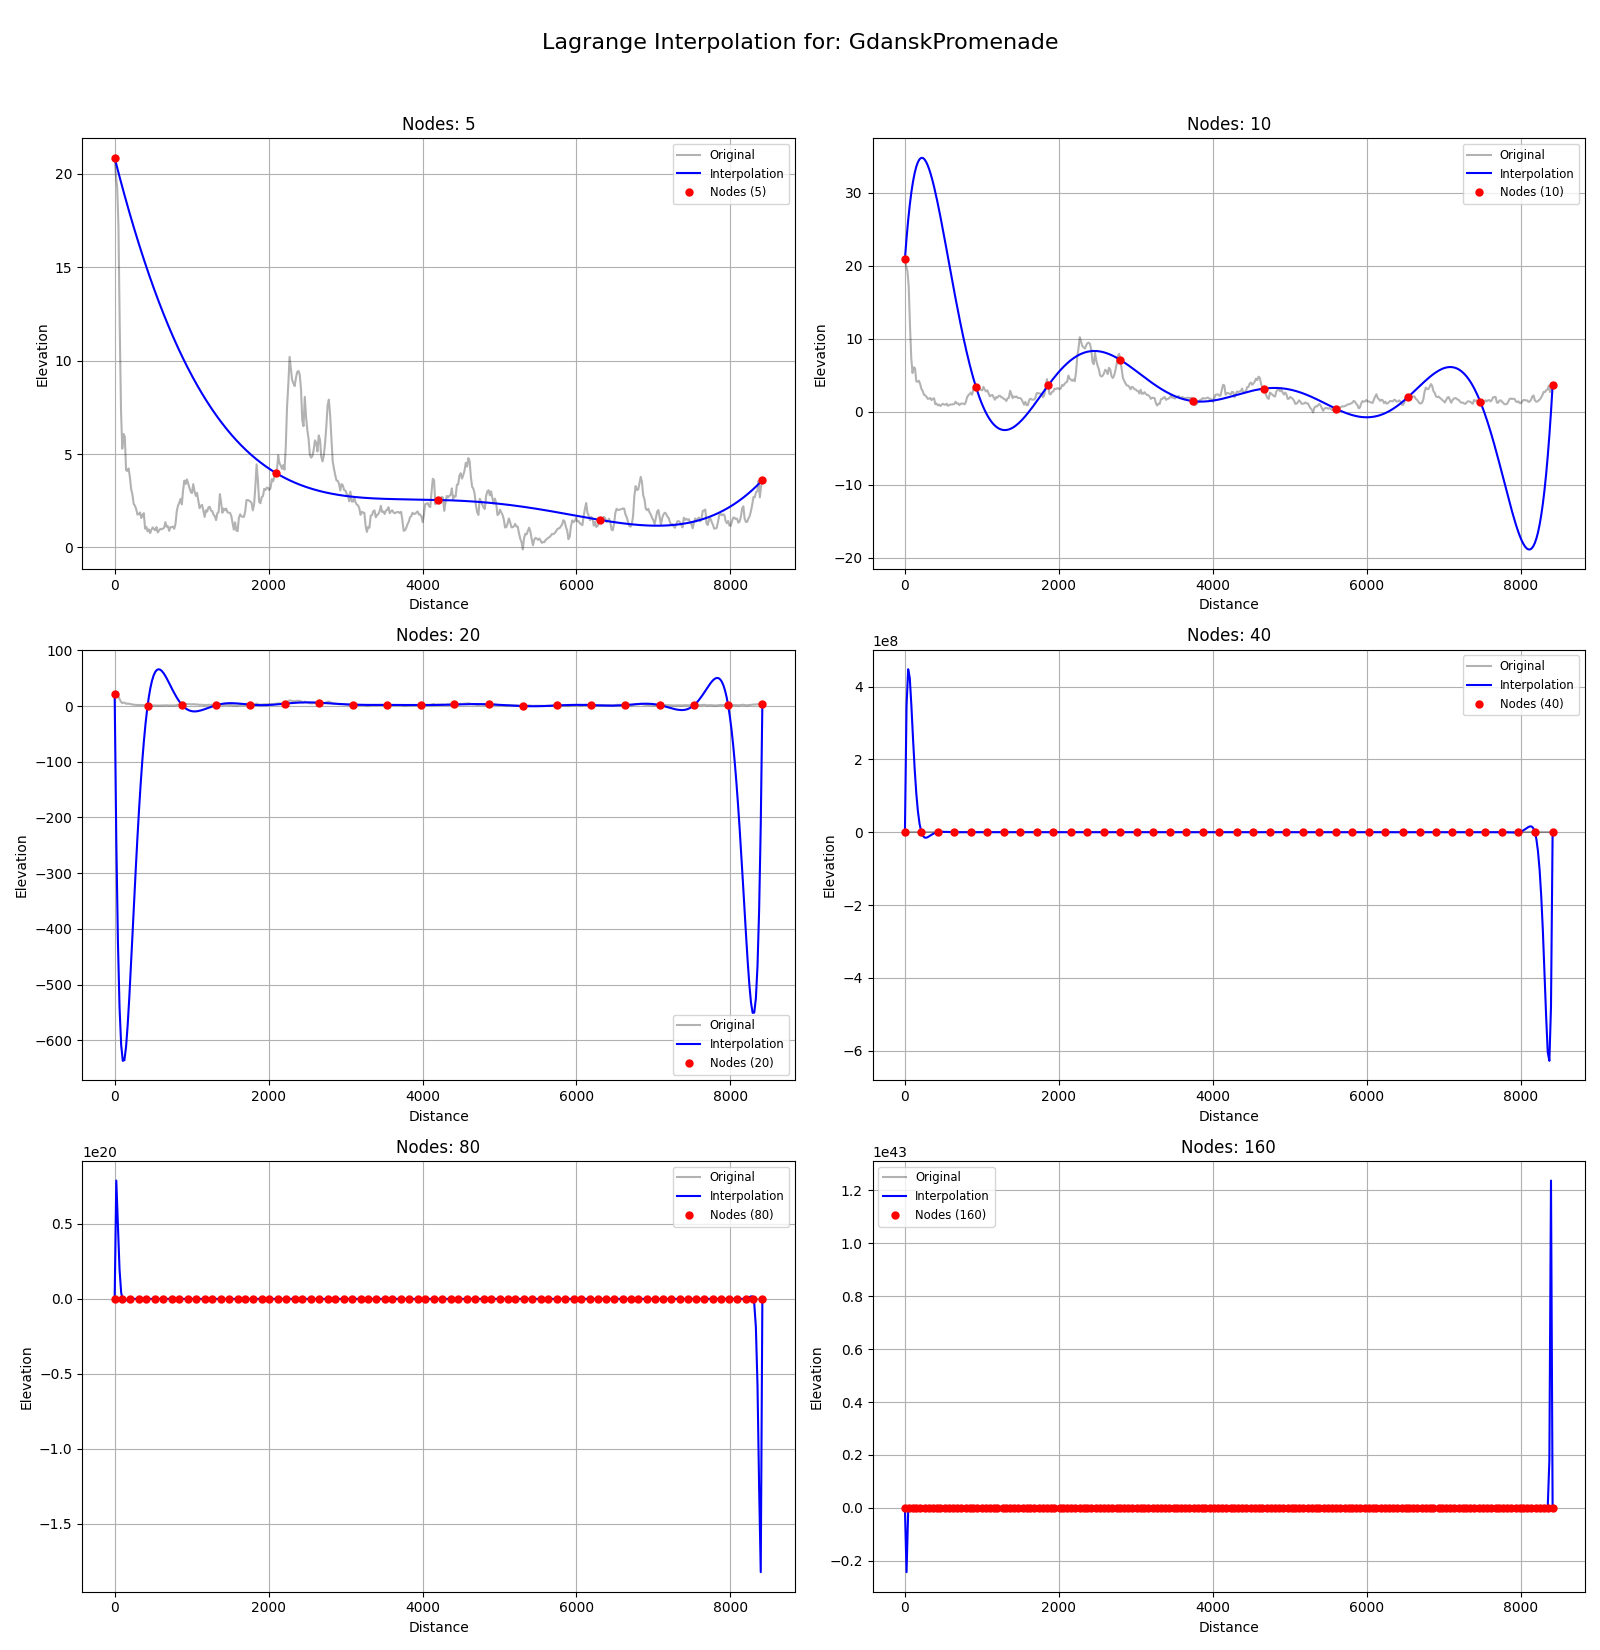 Lagrange Interpolation for: GdanskPromenade
Nodes: 5
Original
Interpolation
Nodes (5)
20
15
10
5
0
Elevation
0 2000 4000 6000 8000
Distance
Nodes: 10
Original
Interpolation
Nodes (10)
30
20
10
0
−10
−20
Elevation
0 2000 4000 6000 8000
Distance
Nodes: 20
100
0
−100
−200
−300
−400
−500
−600
Elevation
Original
Interpolation
Nodes (20)
0 2000 4000 6000 8000
Distance
Nodes: 40
1e8
Original
Interpolation
Nodes (40)
4
2
0
−2
−4
−6
Elevation
0 2000 4000 6000 8000
Distance
Nodes: 80
1e20
Original
Interpolation
Nodes (80)
0.5
0.0
−0.5
−1.0
−1.5
Elevation
0 2000 4000 6000 8000
Distance
Nodes: 160
1e43
Original
Interpolation
Nodes (160)
1.2
1.0
0.8
0.6
0.4
0.2
0.0
−0.2
Elevation
0 2000 4000 6000 8000
Distance